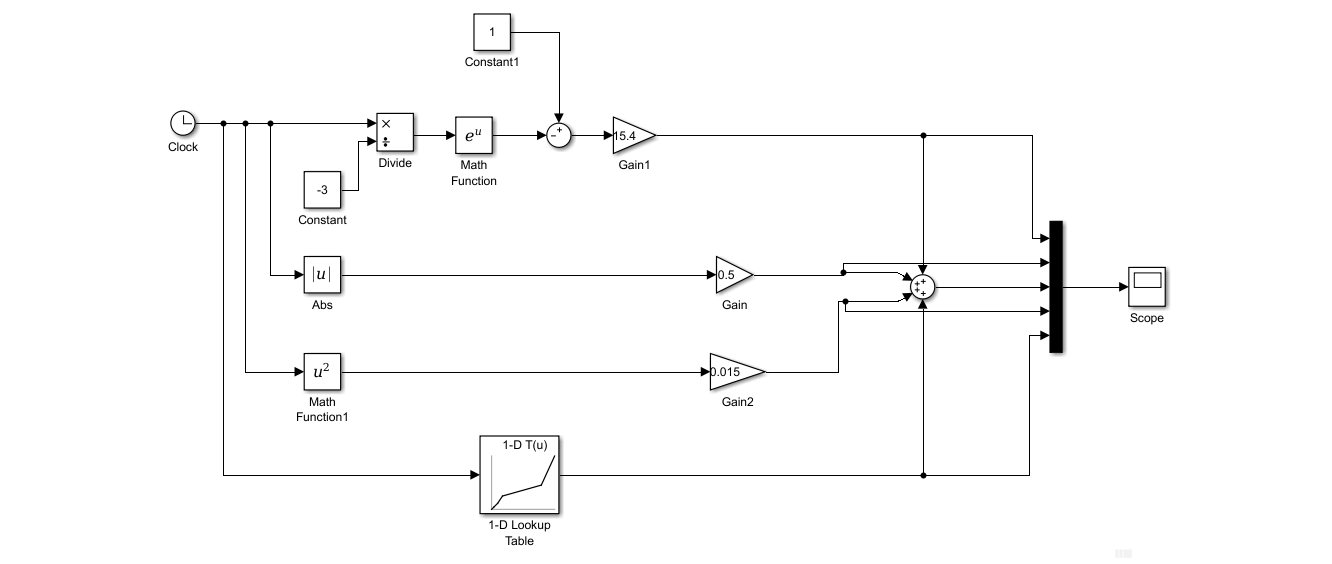 1
Constant1
Clock
×
÷
Divide
e^u
Math
Function
−
+
15.4
Gain1
-3
Constant
|u|
Abs
0.5
Gain
+
+
+
+
Scope
u^2
Math
Function1
0.015
Gain2
1-D T(u)
1-D Lookup
Table